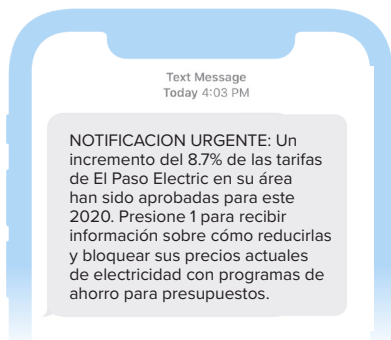 Text Message
Today 4:03 PM
NOTIFICACION URGENTE: Un
incremento del 8.7% de las tarifas
de El Paso Electric en su área
han sido aprobadas para este
2020. Presione 1 para recibir
información sobre cómo reducirlas
y bloquear sus precios actuales
de electricidad con programas de
ahorro para presupuestos.